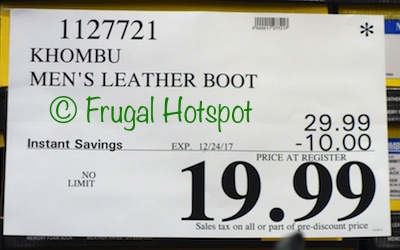 1127721
*
KHOMBU
MEN'S LEATHER BOOT
© Frugal Hotspot
29.99
Instant Savings EXP. 12/24/17 -10.00
PRICE AT REGISTER
NO
LIMIT
19.99
Sales tax on all or part of pre-discount price